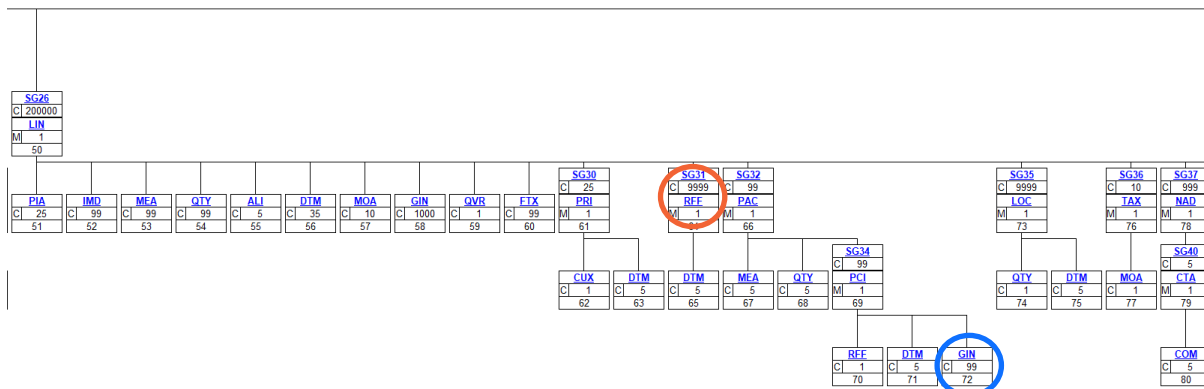 SG26
C 200000
LIN
M 1
50
SG30 SG31 SG32 SG35 SG36 SG37
C 25 C 9999 C 99 C 9999 C 10 C 999
PIA IMD MEA QTY ALI DTM MOA GIN QVR FTX PRI RFF PAC LOC TAX NAD
C 25 C 99 C 99 C 99 C 5 C 35 C 10 C 1000 C 1 C 99 M 1 M 1 M 1 M 1 M 1 M 1
51 52 53 54 55 56 57 58 59 60 61 66 73 76 78
SG34 SG40
C 99 C 5
CUX DTM DTM MEA QTY PCI QTY DTM MOA CTA
C 1 C 5 C 5 C 5 C 5 M 1 C 1 C 5 C 1 M 1
62 63 65 67 68 69 74 75 77 79
RFF DTM GIN COM
C 1 C 5 C 99 C 5
70 71 72 80